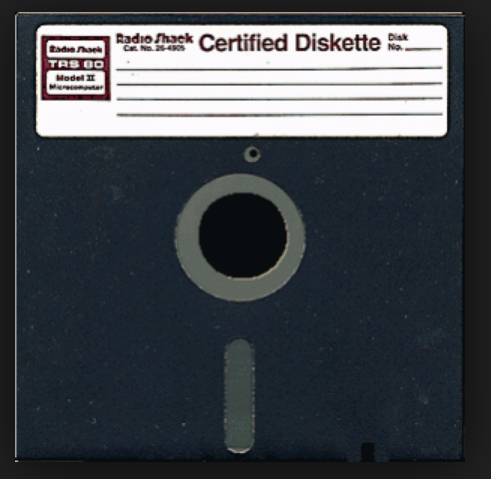 Radio Shack
TRS 80
Model II
Microcomputer
Radio Shack
Cat. No. 26-4905
Certified Diskette
Disk
No.